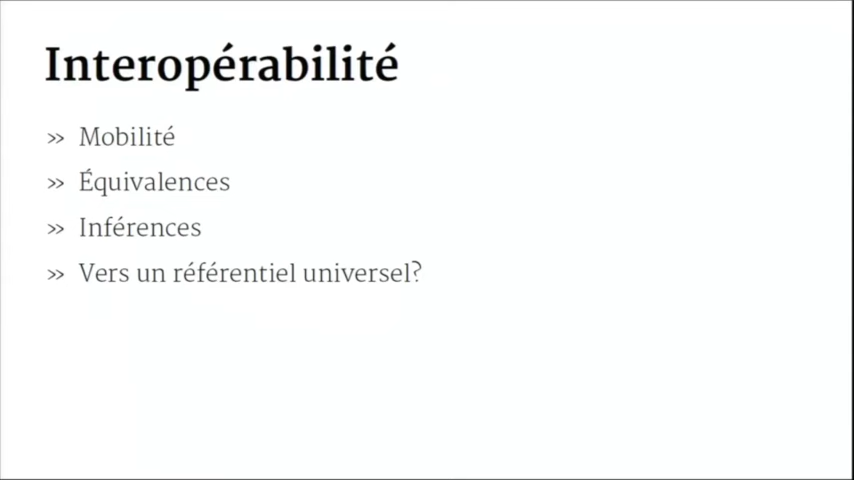 Interopérabilité
» Mobilité
» Équivalences
» Inférences
» Vers un référentiel universel?